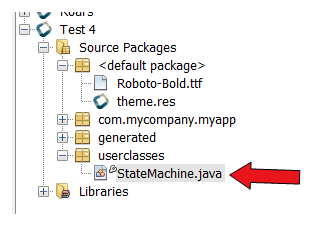 Roars
Test 4
Source Packages
<default package>
Roboto-Bold.ttf
theme.res
com.mycompany.myapp
generated
userclasses
StateMachine.java
Libraries